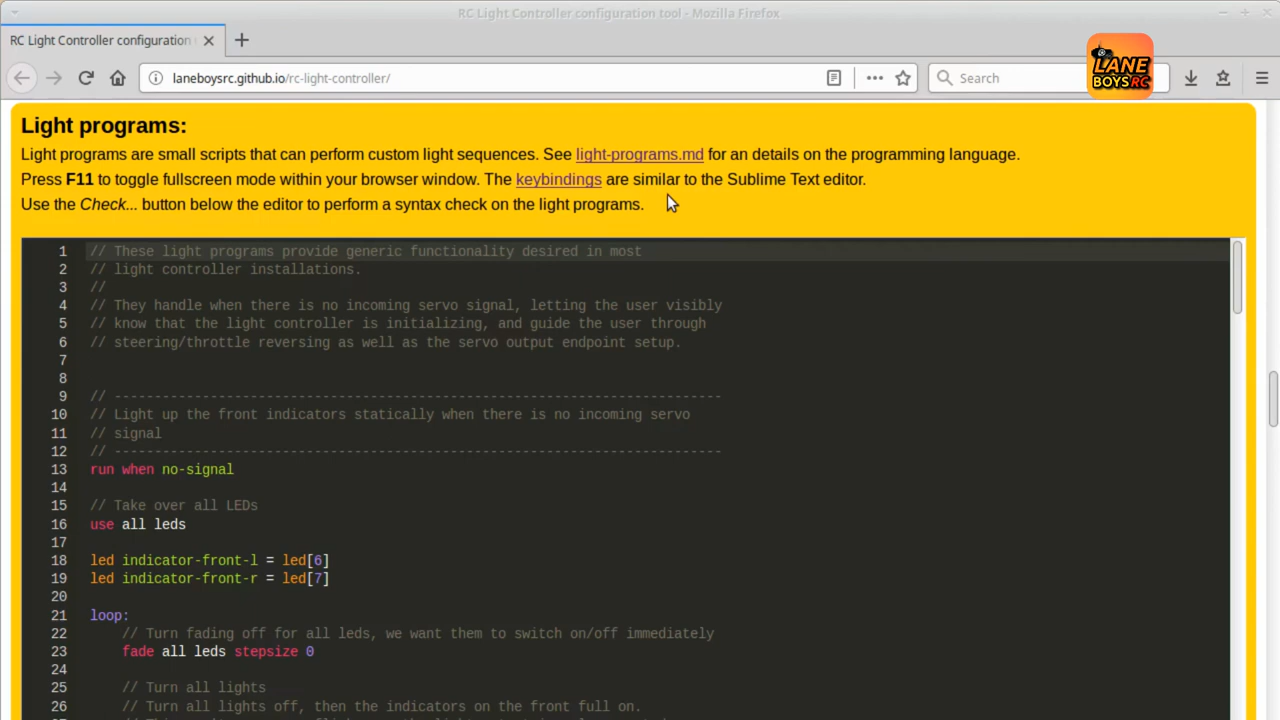 RC Light Controller configuration tool - Mozilla Firefox
RC Light Controller configuration
laneboysrc.github.io/rc-light-controller/
Search
LANE
BOYSRC
Light programs:
Light programs are small scripts that can perform custom light sequences. See light-programs.md for an details on the programming language.
Press F11 to toggle fullscreen mode within your browser window. The keybindings are similar to the Sublime Text editor.
Use the Check... button below the editor to perform a syntax check on the light programs.
1 // These light programs provide generic functionality desired in most
2 // light controller installations.
3 //
4 // They handle when there is no incoming servo signal, letting the user visibly
5 // know that the light controller is initializing, and guide the user through
6 // steering/throttle reversing as well as the servo output endpoint setup.
7
8
9 // ----------------------------------------------------------------------------
10 // Light up the front indicators statically when there is no incoming servo
11 // signal
12 // ----------------------------------------------------------------------------
13 run when no-signal
14
15 // Take over all LEDs
16 use all leds
17
18 led indicator-front-l = led[6]
19 led indicator-front-r = led[7]
20
21 loop:
22 // Turn fading off for all leds, we want them to switch on/off immediately
23 fade all leds stepsize 0
24
25 // Turn all lights
26 // Turn all lights off, then the indicators on the front full on.